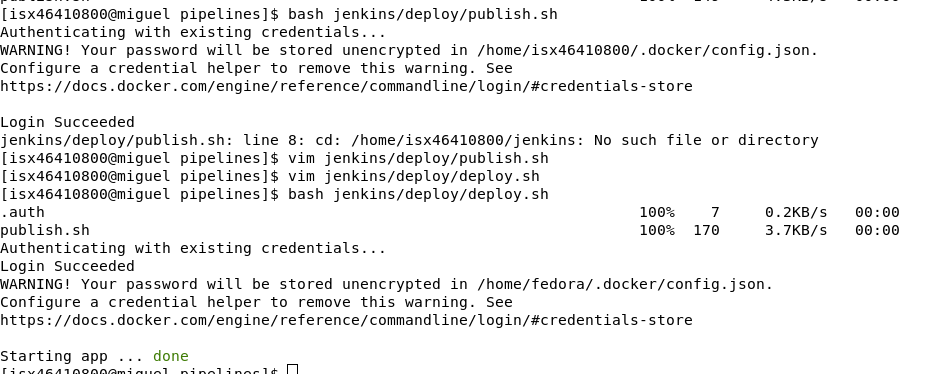 [isx46410800@miguel pipelines]$ bash jenkins/deploy/publish.sh
Authenticating with existing credentials...
WARNING! Your password will be stored unencrypted in /home/isx46410800/.docker/config.json.
Configure a credential helper to remove this warning. See
https://docs.docker.com/engine/reference/commandline/login/#credentials-store
Login Succeeded
jenkins/deploy/publish.sh: line 8: cd: /home/isx46410800/jenkins: No such file or directory
[isx46410800@miguel pipelines]$ vim jenkins/deploy/publish.sh
[isx46410800@miguel pipelines]$ vim jenkins/deploy/deploy.sh
[isx46410800@miguel pipelines]$ bash jenkins/deploy/deploy.sh
.auth 100% 7 0.2KB/s 00:00
publish.sh 100% 170 3.7KB/s 00:00
Authenticating with existing credentials...
Login Succeeded
WARNING! Your password will be stored unencrypted in /home/fedora/.docker/config.json.
Configure a credential helper to remove this warning. See
https://docs.docker.com/engine/reference/commandline/login/#credentials-store
Starting app ... done
[isx46410800@miguel pipelines]$